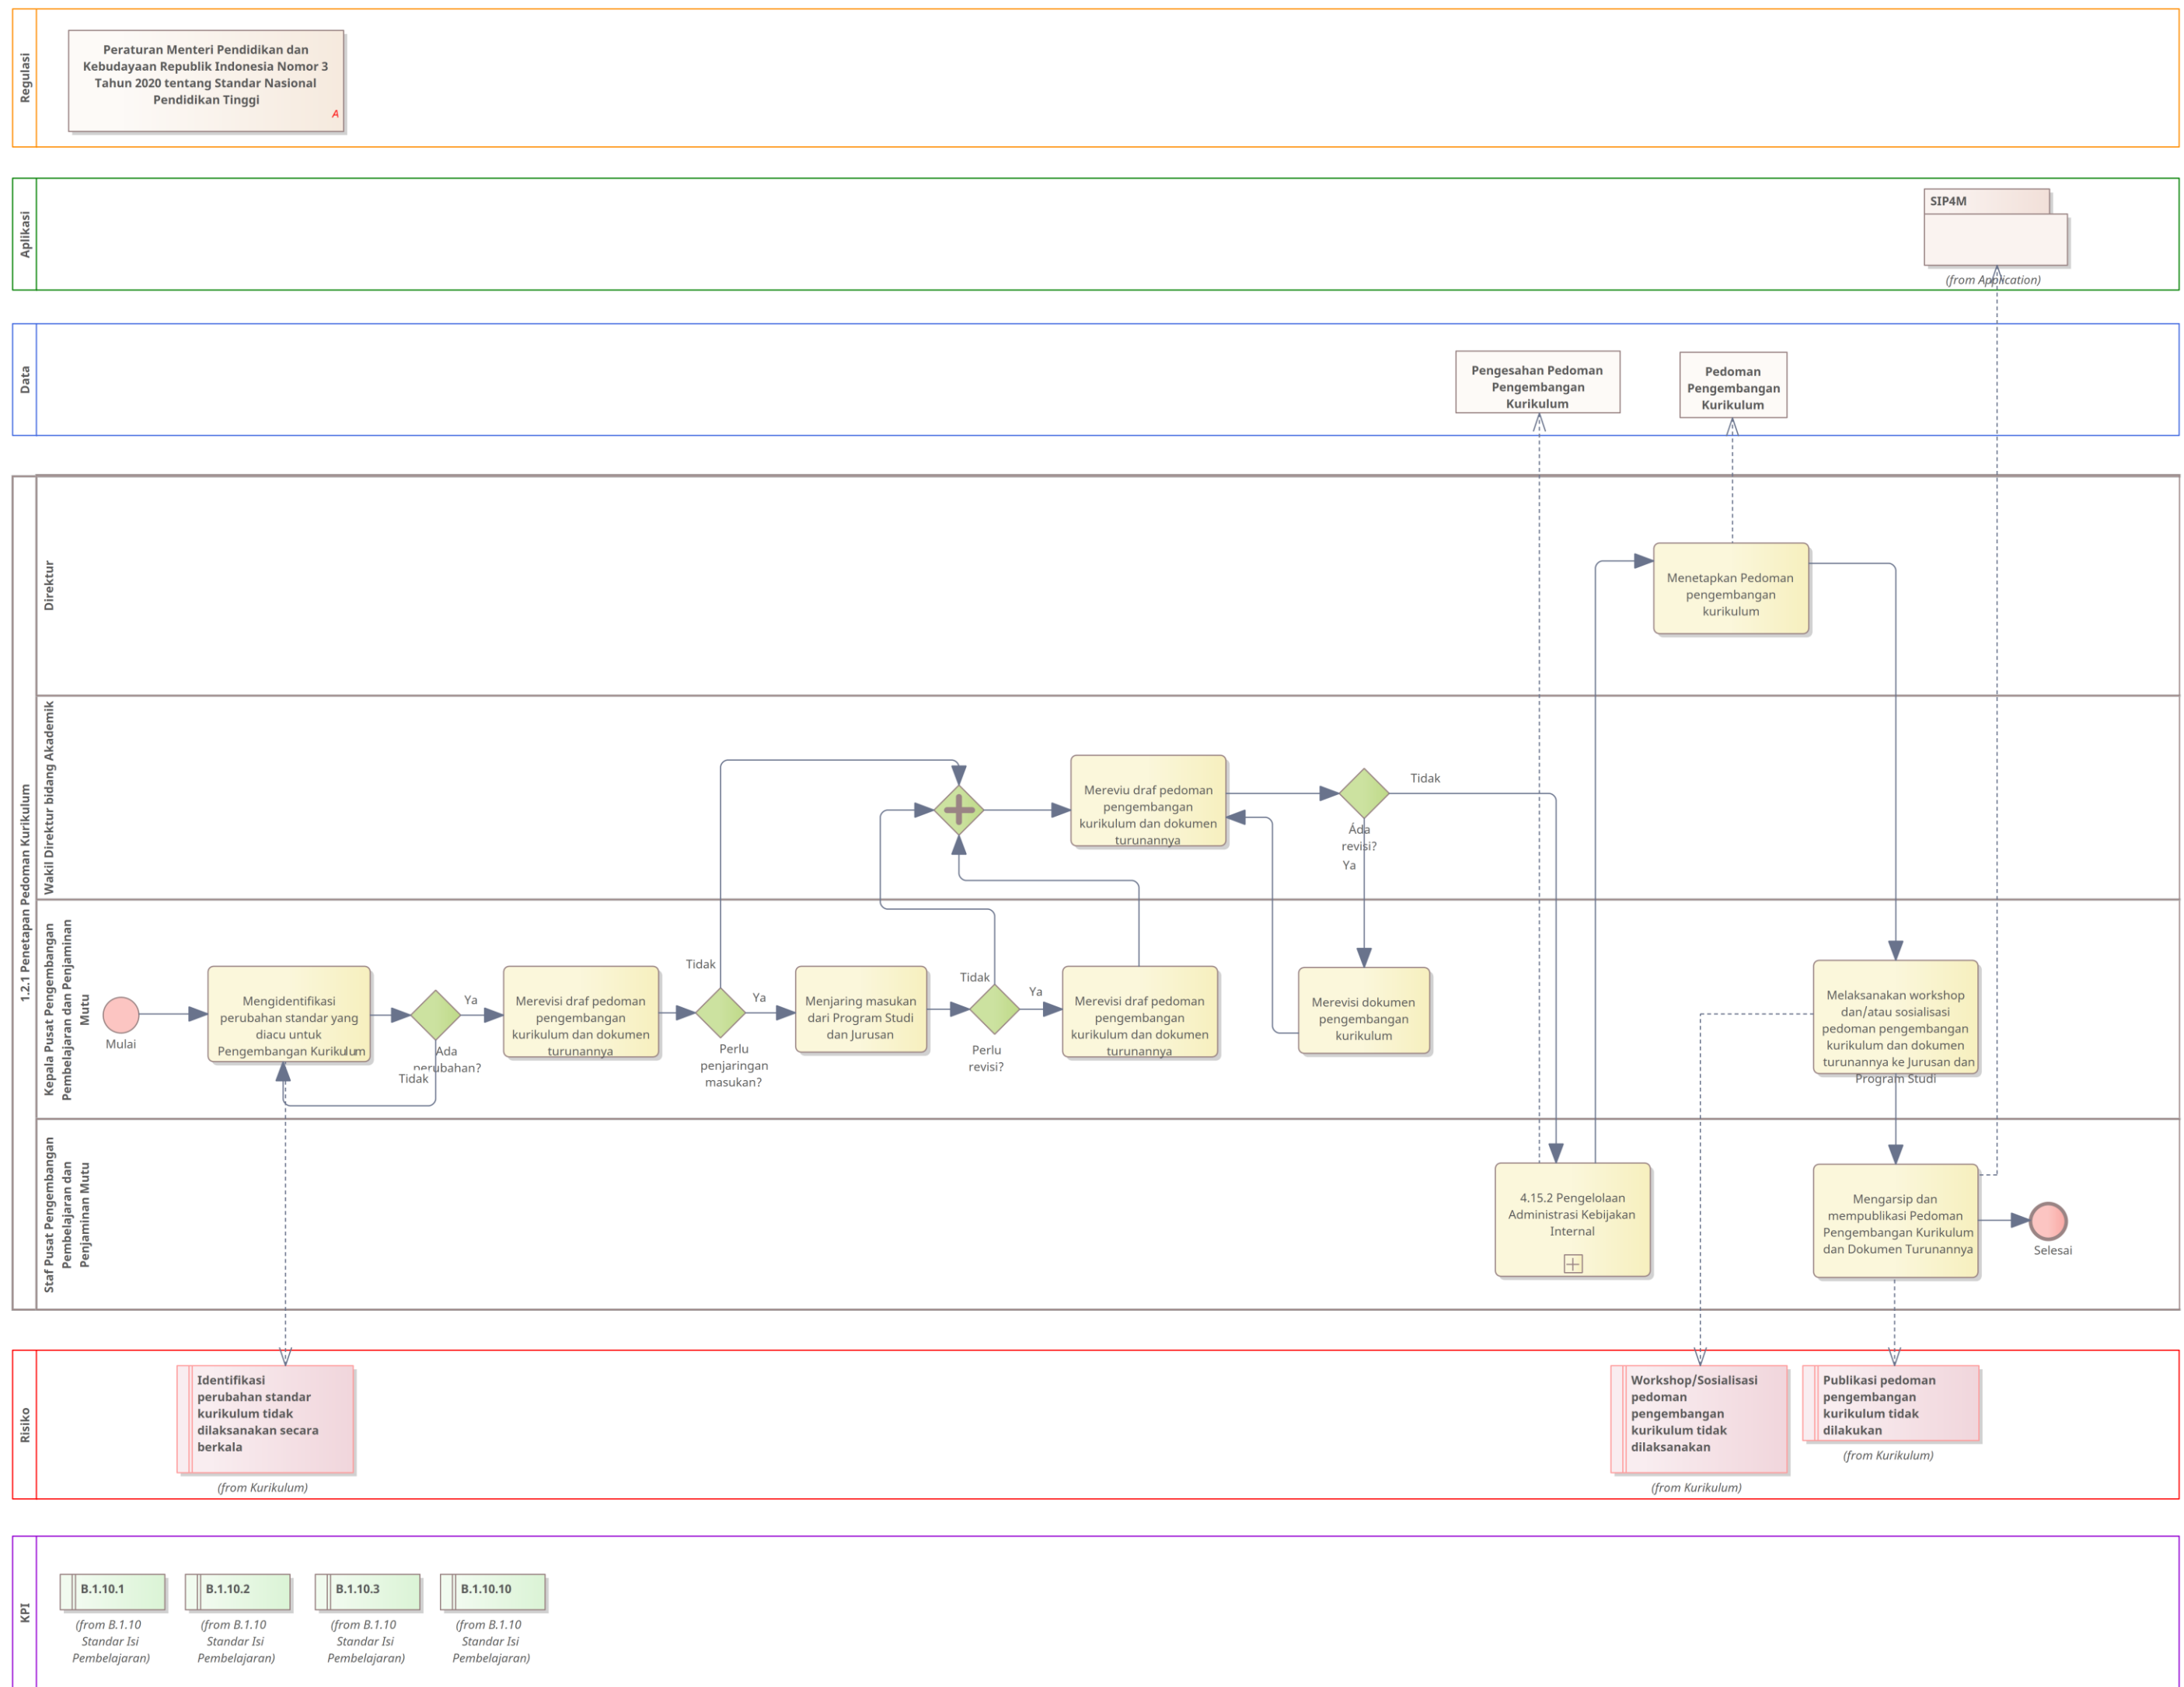 Regulasi
Peraturan Menteri Pendidikan dan
Kebudayaan Republik Indonesia Nomor 3
Tahun 2020 tentang Standar Nasional
Pendidikan Tinggi
A
Aplikasi
SIP4M
(from Application)
Data
Pengesahan Pedoman
Pengembangan
Kurikulum
Pedoman
Pengembangan
Kurikulum
1.2.1 Penetapan Pedoman Kurikulum
Direktur
Menetapkan Pedoman
pengembangan
kurikulum
Wakil Direktur bidang Akademik
Mereviu draf pedoman
pengembangan
kurikulum dan dokumen
turunannya
Tidak
Áda
revisi?
Ya
Kepala Pusat Pengembangan
Pembelajaran dan Penjaminan
Mutu
Mulai
Mengidentifikasi
perubahan standar yang
diacu untuk
Pengembangan Kurikulum
Ya
Ada
perubahan?
Tidak
Merevisi draf pedoman
pengembangan
kurikulum dan dokumen
turunannya
Tidak
Ya
Perlu
penjaringan
masukan?
Menjaring masukan
dari Program Studi
dan Jurusan
Tidak
Ya
Perlu
revisi?
Merevisi draf pedoman
pengembangan
kurikulum dan dokumen
turunannya
Merevisi dokumen
pengembangan
kurikulum
Melaksanakan workshop
dan/atau sosialisasi
pedoman pengembangan
kurikulum dan dokumen
turunannya ke Jurusan dan
Program Studi
Staf Pusat Pengembangan
Pembelajaran dan
Penjaminan Mutu
4.15.2 Pengelolaan
Administrasi Kebijakan
Internal
Mengarsip dan
mempublikasi Pedoman
Pengembangan Kurikulum
dan Dokumen Turunannya
Selesai
Risiko
Identifikasi
perubahan standar
kurikulum tidak
dilaksanakan secara
berkala
(from Kurikulum)
Workshop/Sosialisasi
pedoman
pengembangan
kurikulum tidak
dilaksanakan
(from Kurikulum)
Publikasi pedoman
pengembangan
kurikulum tidak
dilakukan
(from Kurikulum)
KPI
B.1.10.1
(from B.1.10
Standar Isi
Pembelajaran)
B.1.10.2
(from B.1.10
Standar Isi
Pembelajaran)
B.1.10.3
(from B.1.10
Standar Isi
Pembelajaran)
B.1.10.10
(from B.1.10
Standar Isi
Pembelajaran)